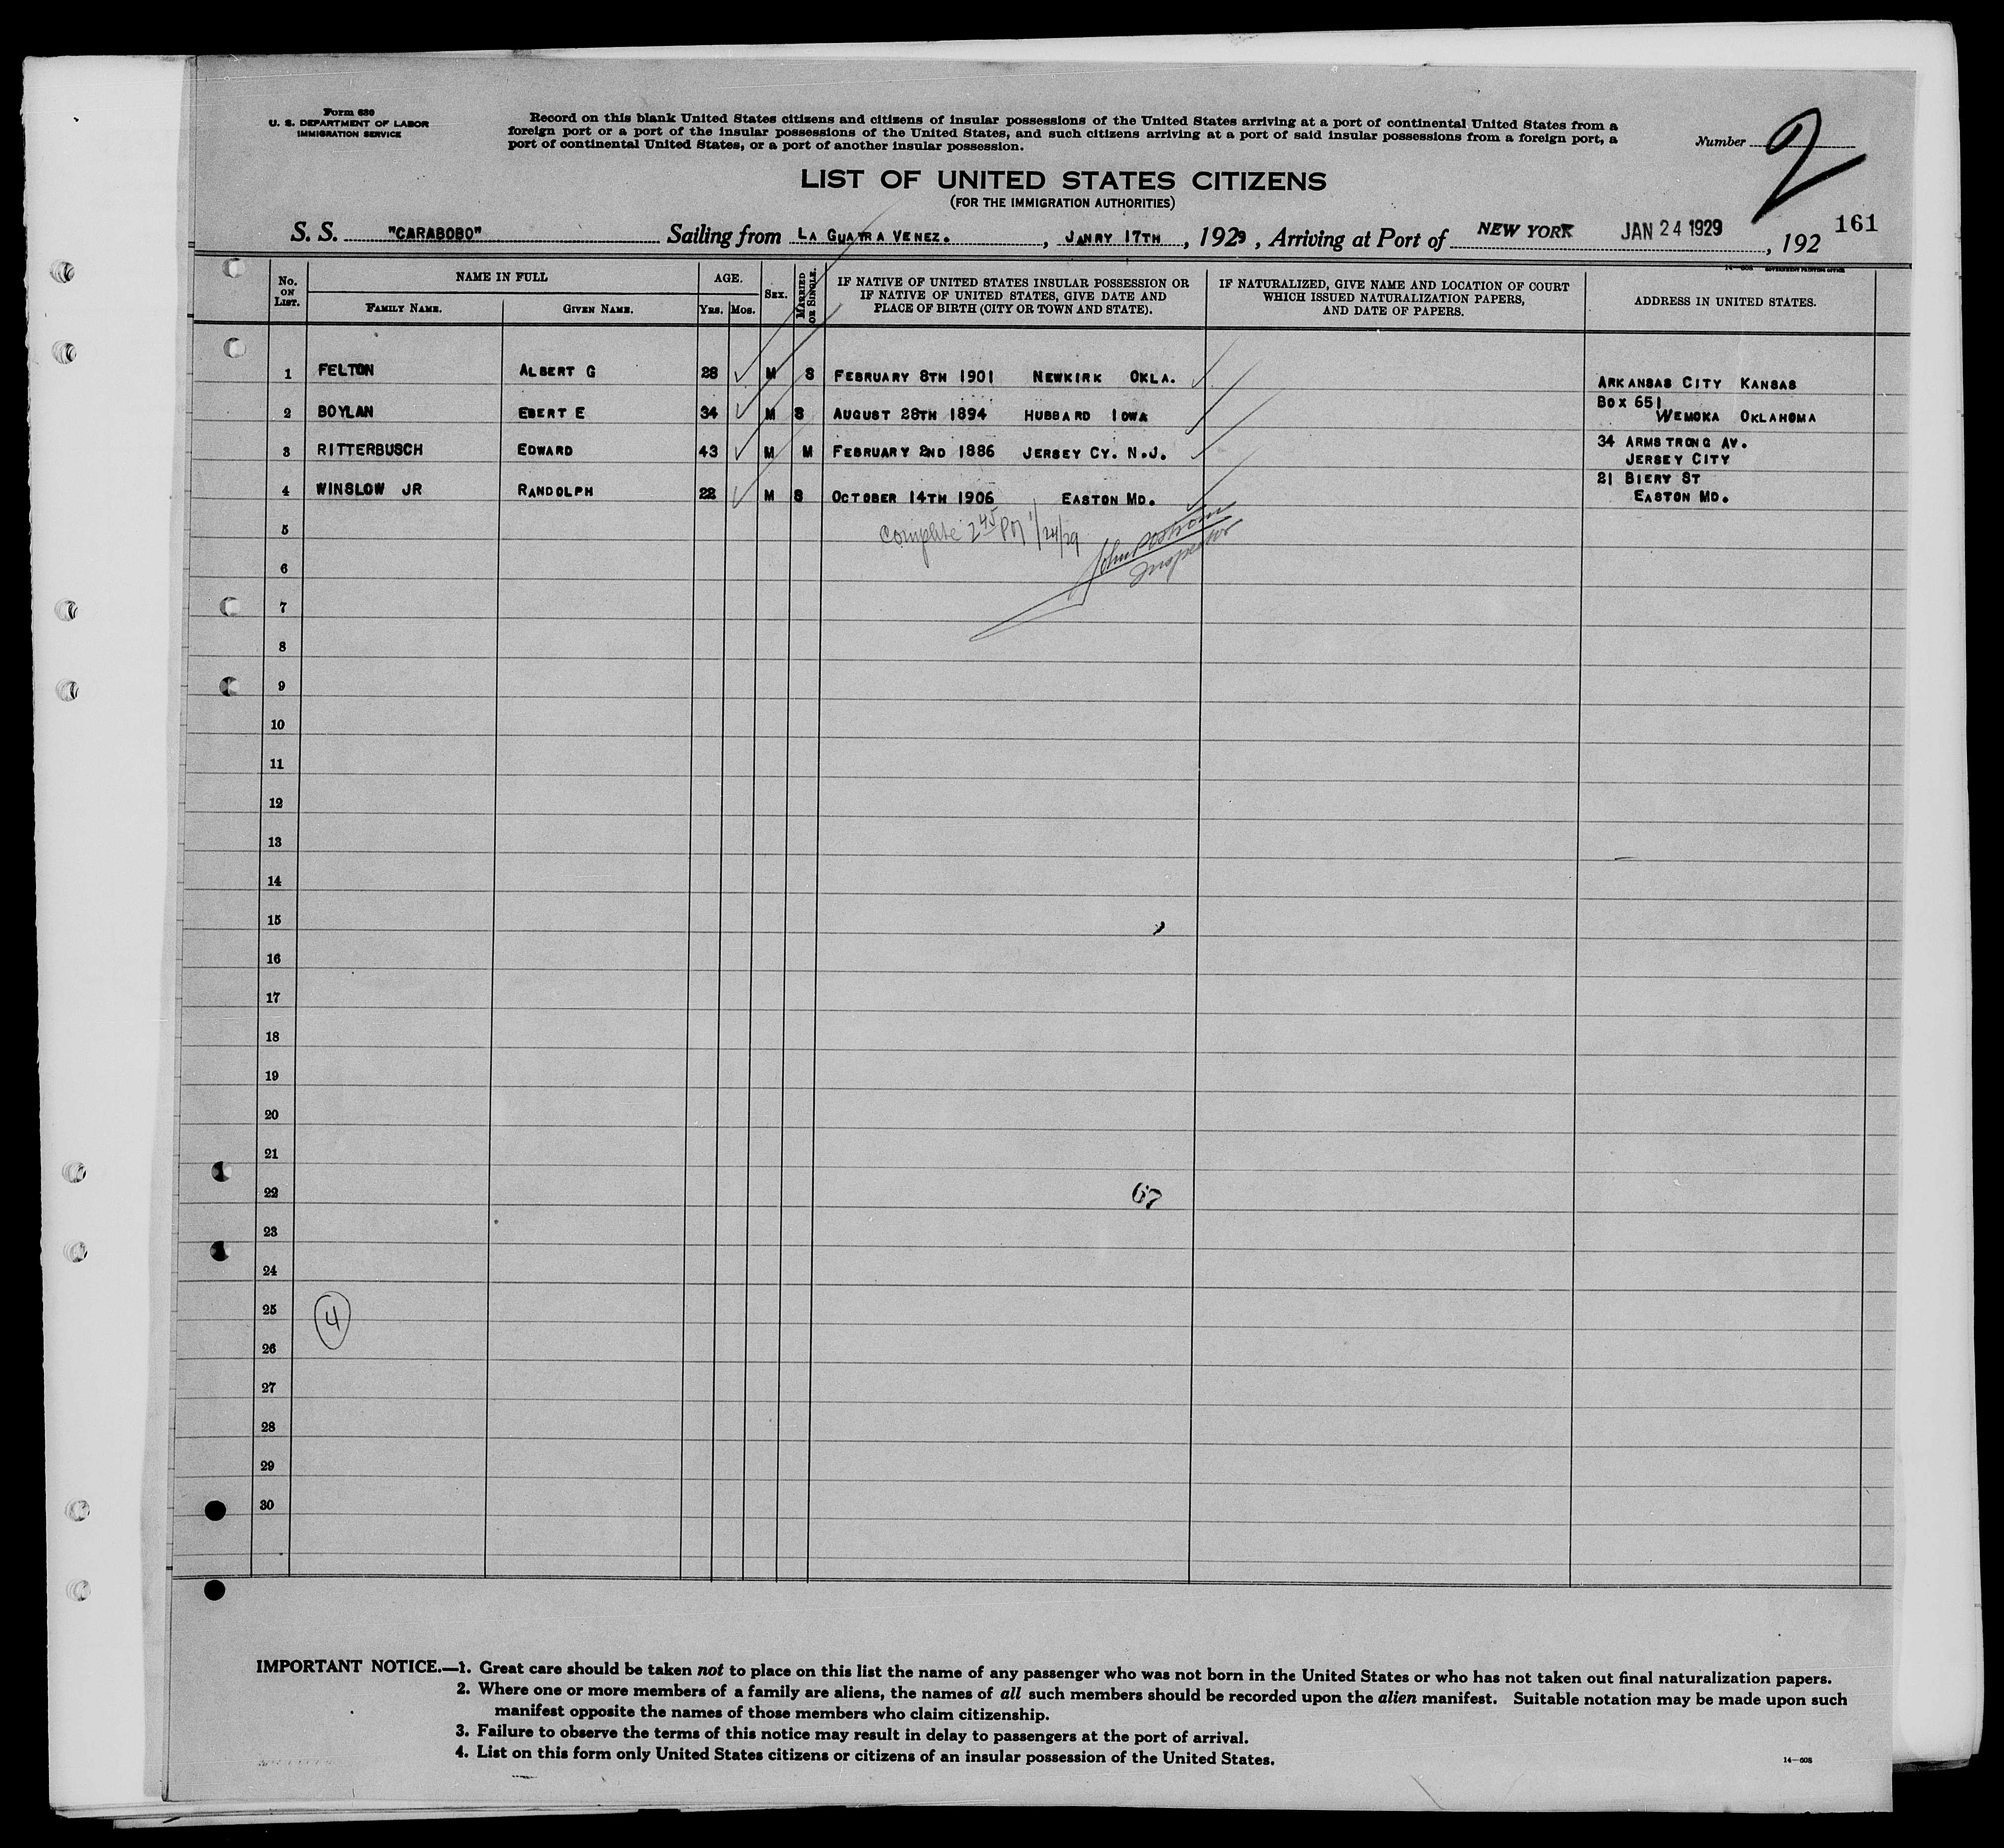 Form 630
U. S. DEPARTMENT OF LABOR
IMMIGRATION SERVICE
Record on this blank United States citizens and citizens of insular possessions of the United States arriving at a port of continental United States from a
foreign port or a port of the insular possessions of the United States, and such citizens arriving at a port of said insular possessions from a foreign port, a
port of continental United States, or a port of another insular possession.
Number 2
LIST OF UNITED STATES CITIZENS
(FOR THE IMMIGRATION AUTHORITIES)
161
S. S. "CARABOBO" Sailing from LA GUAYRA VENEZ. , JANRY 17TH , 1929 , Arriving at Port of NEW YORK JAN 24 1929 , 192
14—608 GOVERNMENT PRINTING OFFICE
No. ON LIST.
NAME IN FULL
FAMILY NAME.
GIVEN NAME.
AGE.
YRS. MOS.
SEX.
MARRIED OR SINGLE.
IF NATIVE OF UNITED STATES INSULAR POSSESSION OR
IF NATIVE OF UNITED STATES, GIVE DATE AND
PLACE OF BIRTH (CITY OR TOWN AND STATE).
IF NATURALIZED, GIVE NAME AND LOCATION OF COURT
WHICH ISSUED NATURALIZATION PAPERS,
AND DATE OF PAPERS.
ADDRESS IN UNITED STATES.
1 FELTON ALBERT G 28 M S FEBRUARY 8TH 1901 NEWKIRK OKLA. ARKANSAS CITY KANSAS
2 BOYLAN EBERT E 34 M S AUGUST 28TH 1894 HUBBARD IOWA BOX 651
WEMOKA OKLAHOMA
3 RITTERBUSCH EDWARD 43 M M FEBRUARY 2ND 1886 JERSEY CY. N.J. 34 ARMSTRONG AV.
JERSEY CITY
4 WINSLOW JR RANDOLPH 22 M S OCTOBER 14TH 1906 EASTON MD. 21 BIERY ST
EASTON MD.
5
Complete 2 45 PM 1/24/29
John
Inspector
6
7
8
9
10
11
12
13
14
15
16
17
18
19
20
21
22 67
23
24
25 4
26
27
28
29
30
IMPORTANT NOTICE.—1. Great care should be taken not to place on this list the name of any passenger who was not born in the United States or who has not taken out final naturalization papers.
2. Where one or more members of a family are aliens, the names of all such members should be recorded upon the alien manifest. Suitable notation may be made upon such
manifest opposite the names of those members who claim citizenship.
3. Failure to observe the terms of this notice may result in delay to passengers at the port of arrival.
4. List on this form only United States citizens or citizens of an insular possession of the United States.
14—608